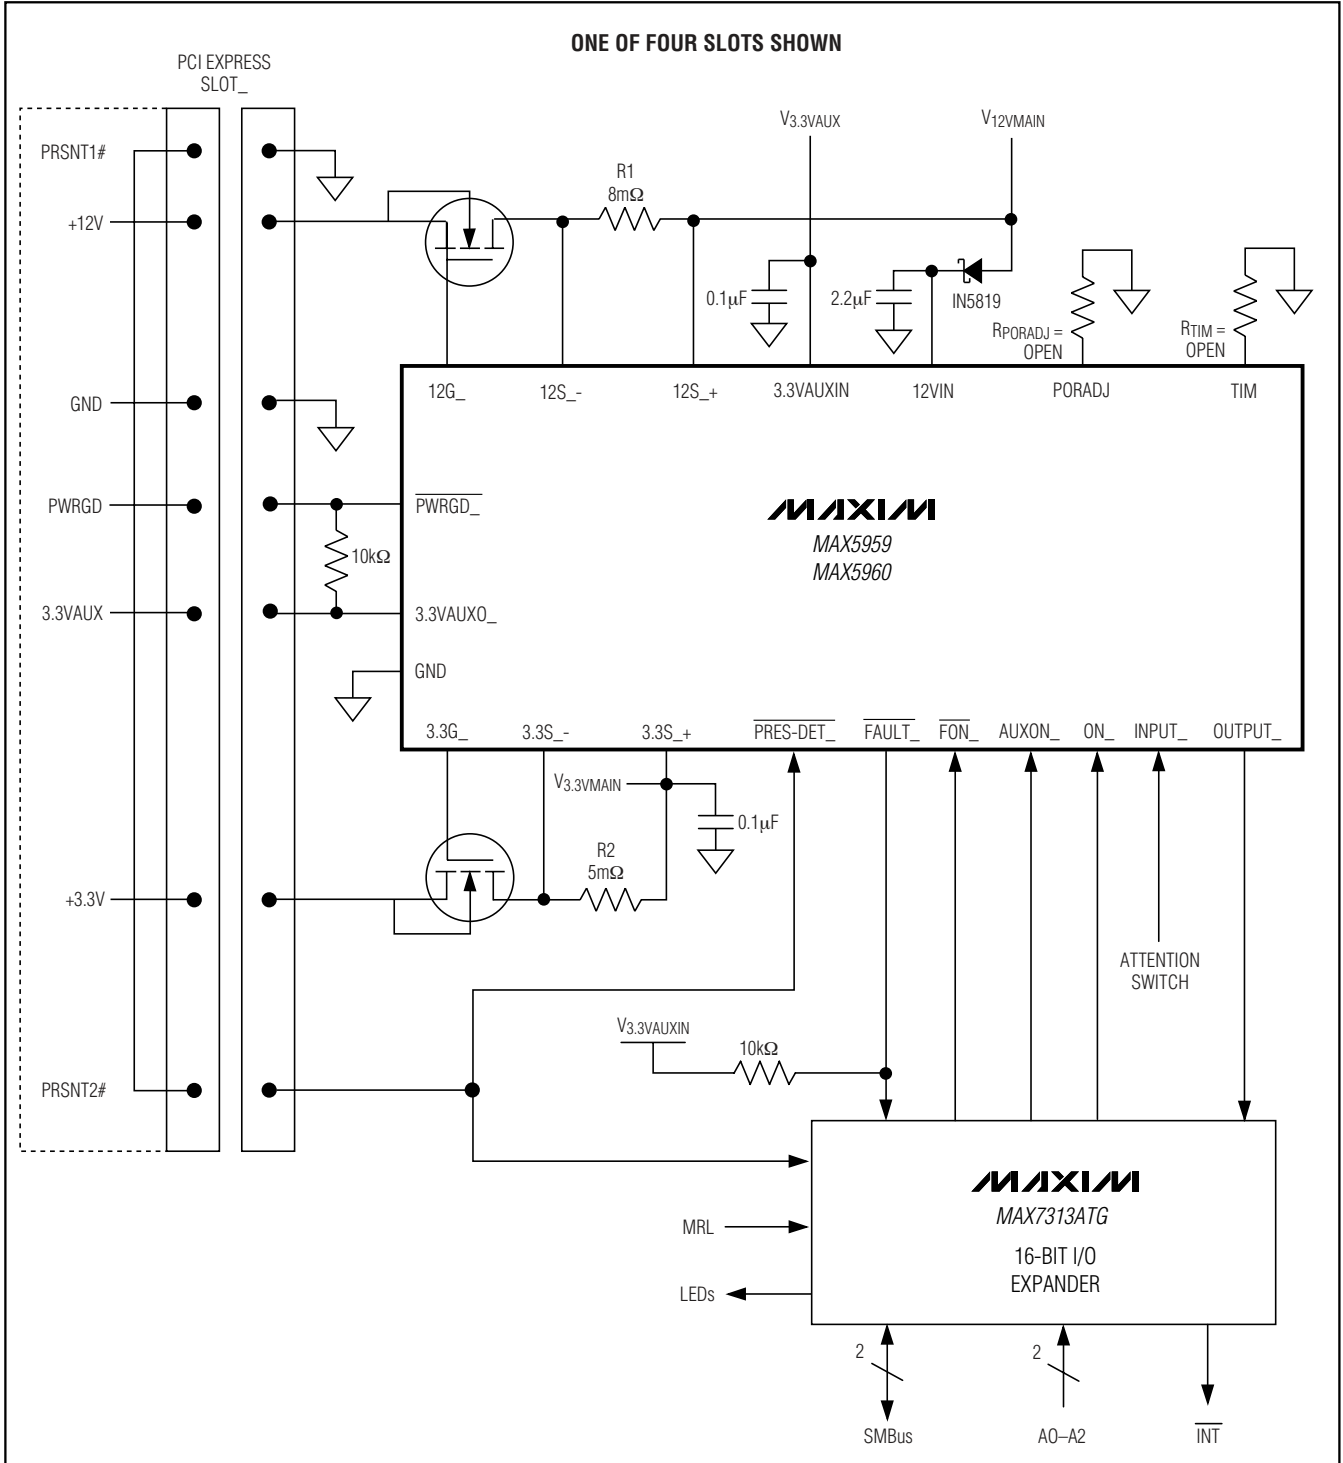 ONE OF FOUR SLOTS SHOWN
PCI EXPRESS
SLOT_
PRSNT1#
+12V
GND
PWRGD
3.3VAUX
+3.3V
PRSNT2#
R1
8mΩ
V3.3VAUX
V12VMAIN
0.1µF
2.2µF
IN5819
RPORADJ =
OPEN
RTIM =
OPEN
12G_
12S_-
12S_+
3.3VAUXIN
12VIN
PORADJ
TIM
PWRGD_
10kΩ
3.3VAUXO_
GND
MAXIM
MAX5959
MAX5960
3.3G_
3.3S_-
3.3S_+
PRES-DET_
FAULT_
FON_
AUXON_
ON_
INPUT_
OUTPUT_
V3.3VMAIN
0.1µF
R2
5mΩ
ATTENTION
SWITCH
V3.3VAUXIN
10kΩ
MAXIM
MAX7313ATG
16-BIT I/O
EXPANDER
MRL
LEDs
2
2
SMBus
AO–A2
INT